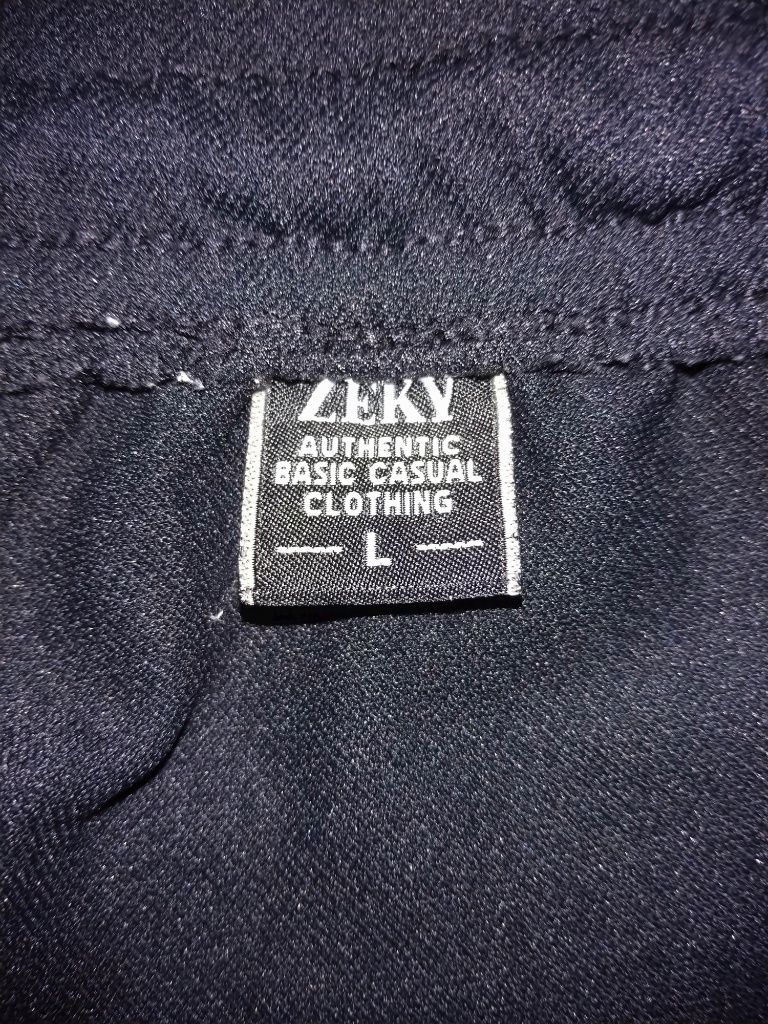 ZEKY
AUTHENTIC
BASIC CASUAL
CLOTHING
L